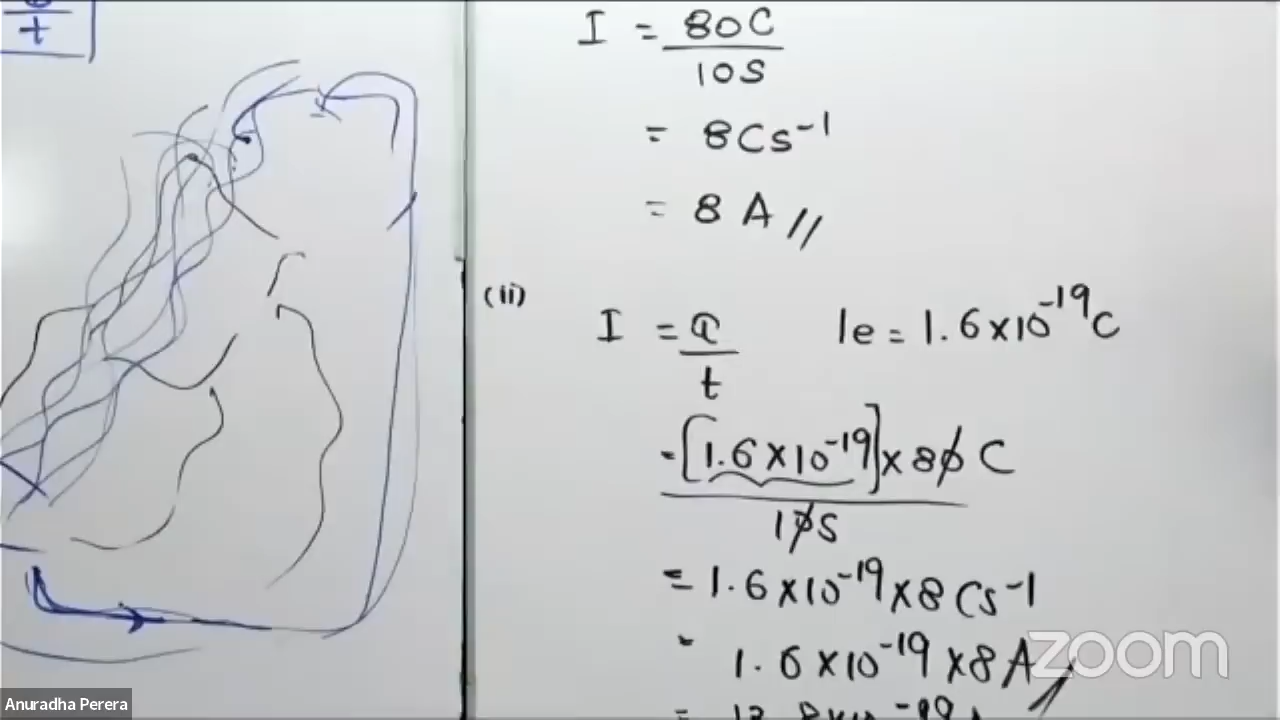 t
I = 80C
10S
= 8Cs⁻¹
= 8 A //
(ii)
I = Q
t
1e = 1.6×10⁻¹⁹C
= [1.6×10⁻¹⁹]×80 C
10S
= 1.6×10⁻¹⁹×8 Cs⁻¹
= 1.6×10⁻¹⁹×8A
zoom
Anuradha Perera